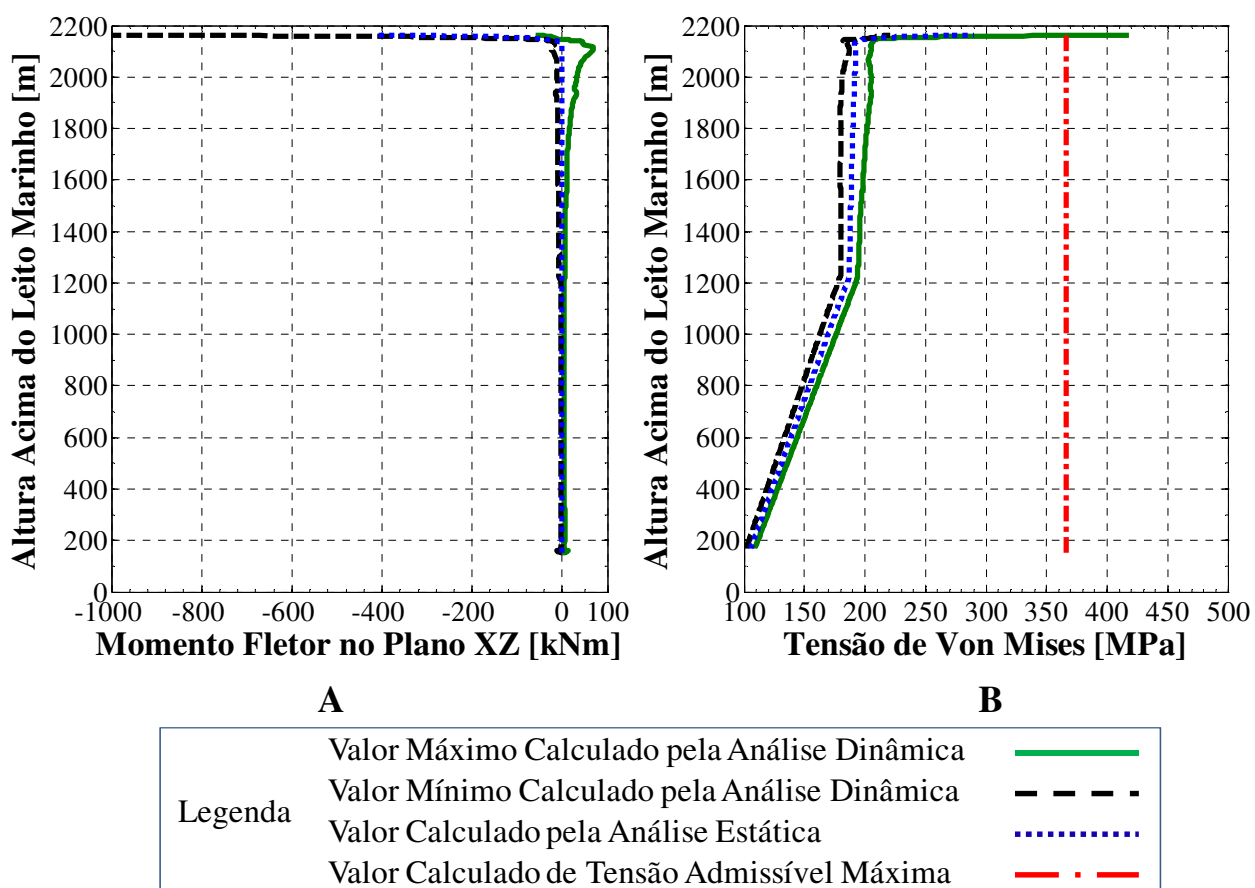 Altura Acima do Leito Marinho [m]
2200
2000
1800
1600
1400
1200
1000
800
600
400
200
0
-1000 -800 -600 -400 -200 0 100
Momento Fletor no Plano XZ [kNm]
A
Altura Acima do Leito Marinho [m]
2200
2000
1800
1600
1400
1200
1000
800
600
400
200
0
100 150 200 250 300 350 400 450 500
Tensão de Von Mises [MPa]
B
Legenda
Valor Máximo Calculado pela Análise Dinâmica
Valor Mínimo Calculado pela Análise Dinâmica
Valor Calculado pela Análise Estática
Valor Calculado de Tensão Admissível Máxima